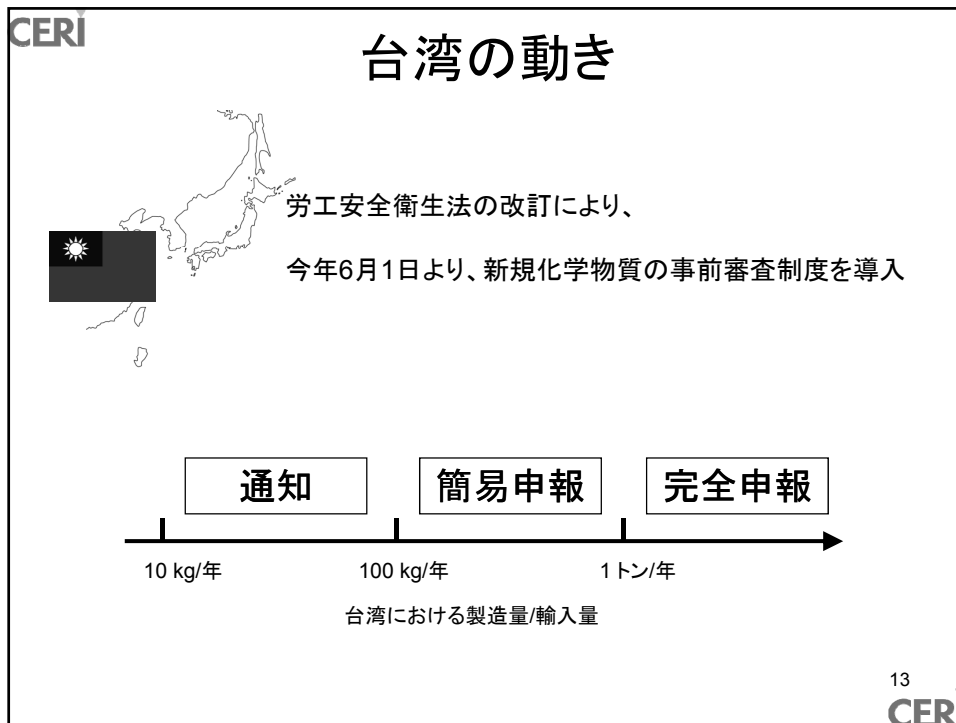 CERI
台湾の動き
労工安全衛生法の改訂により、
今年6月1日より、新規化学物質の事前審査制度を導入
通知 簡易申報 完全申報
10 kg/年 100 kg/年 1トン/年
台湾における製造量/輸入量
13
CER